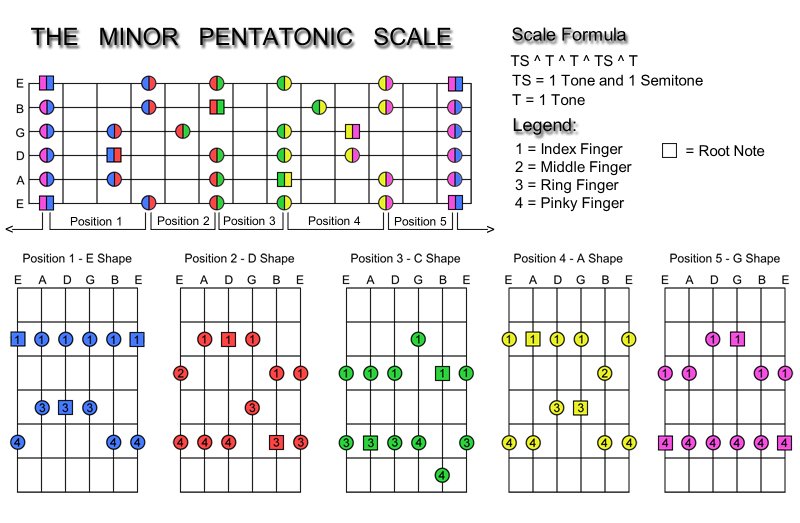 THE MINOR PENTATONIC SCALE
Scale Formula
TS ^ T ^ T ^ TS ^ T
TS = 1 Tone and 1 Semitone
T = 1 Tone
Legend:
1 = Index Finger
2 = Middle Finger
3 = Ring Finger
4 = Pinky Finger
= Root Note
E
B
G
D
A
E
Position 1 Position 2 Position 3 Position 4 Position 5
Position 1 - E Shape
E A D G B E
1 1 1 1 1 1
3 3 3
4 4 4
Position 2 - D Shape
E A D G B E
1 1 1
2 1 1
3
4 4 4 3 3
Position 3 - C Shape
E A D G B E
1
1 1 1 1 1
3 3 3 4 3
4
Position 4 - A Shape
E A D G B E
1 1 1 1 1
2
3 3
4 4 4 4
Position 5 - G Shape
E A D G B E
1 1
1 1 1 1
4 4 4 4 4 4